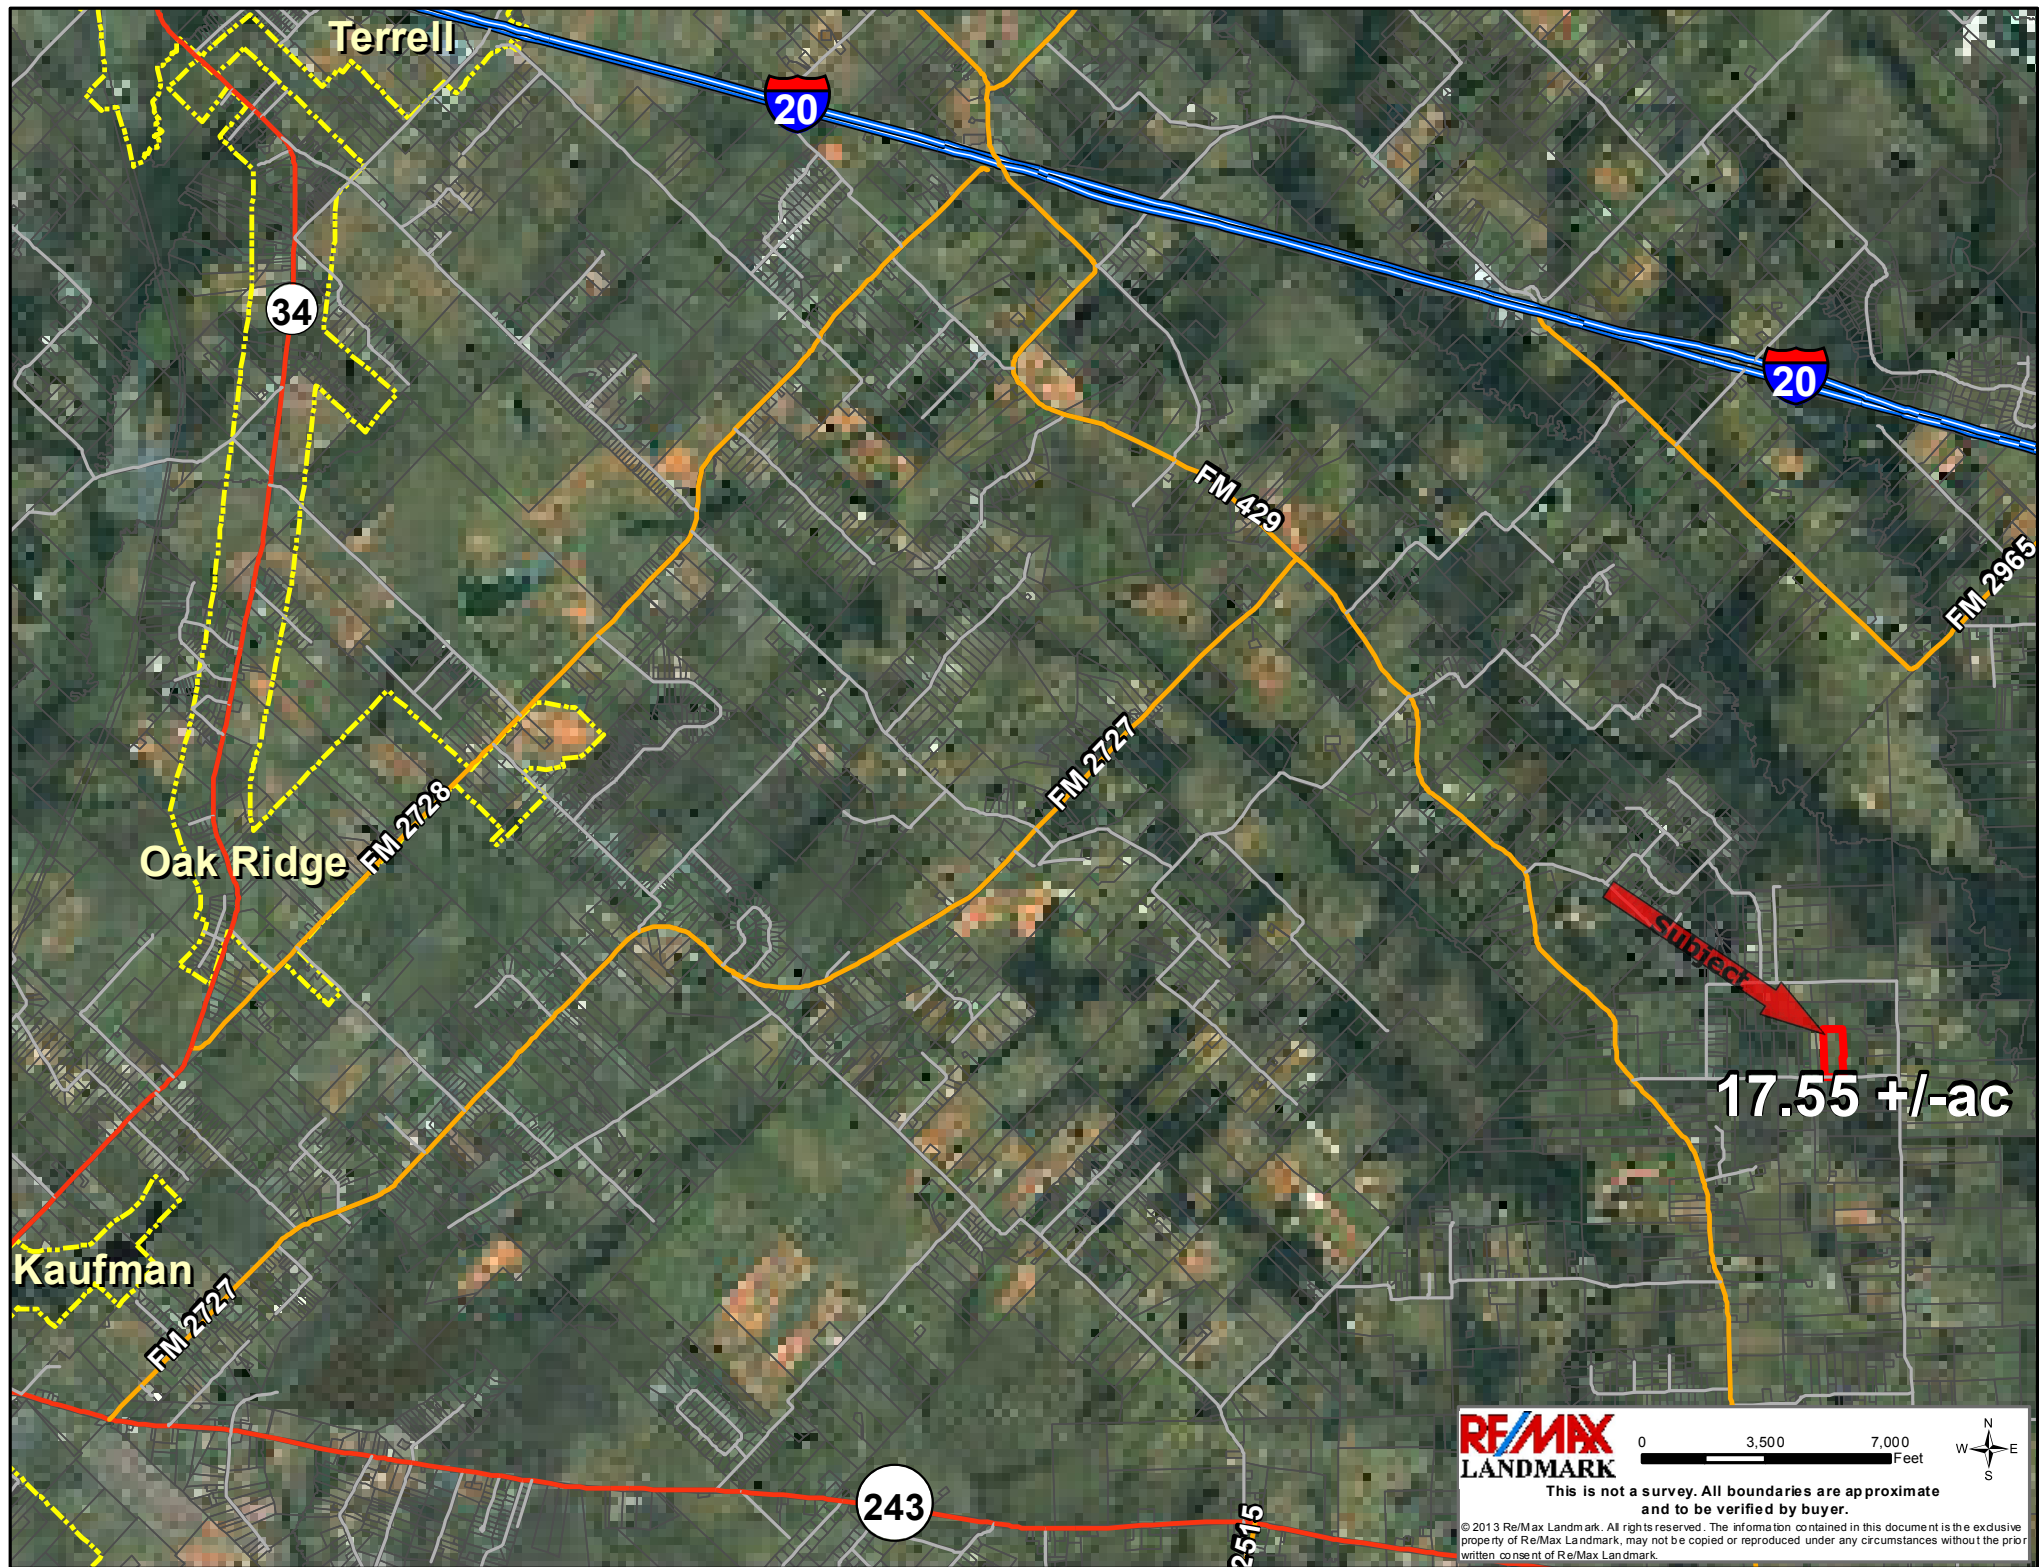 Terrell
20
34
20
FM 429
FM 2965
FM 2727
FM 2728
Oak Ridge
Subject
17.55 +/-ac
Kaufman
FM 2727
243
2515
RE/MAX
LANDMARK
0 3,500 7,000
Feet
N
W E
S
This is not a survey. All boundaries are approximate
and to be verified by buyer.
© 2013 Re/Max Landmark. All rights reserved. The information contained in this document is the exclusive
property of Re/Max Landmark, may not be copied or reproduced under any circumstances without the prior
written consent of Re/Max Landmark.